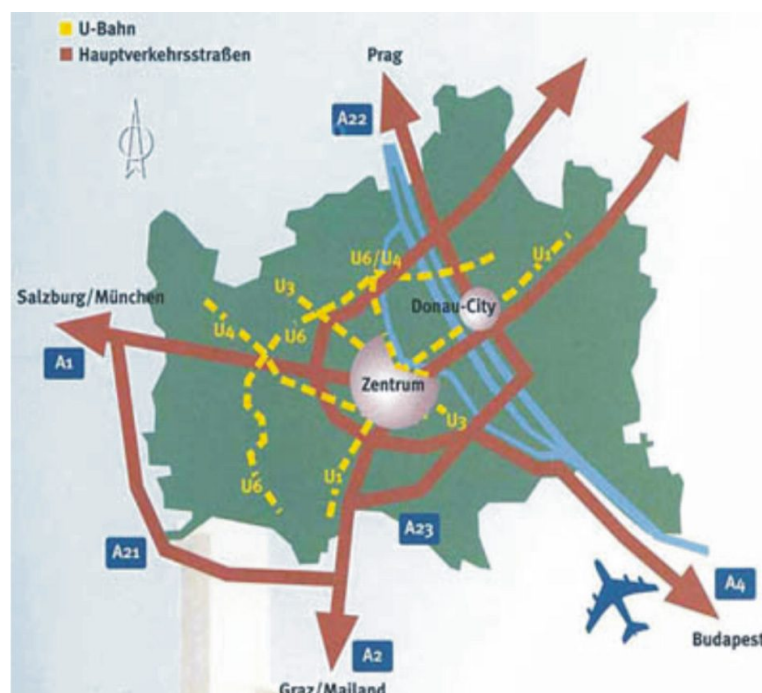 U-Bahn
Hauptverkehrsstraßen
Prag
A22
U6/U4
U1
U3
Salzburg/München
Donau-City
U4
U6
A1
Zentrum
U3
U1
U6
A21
A23
A4
A2
Budapest
Graz/Mailand